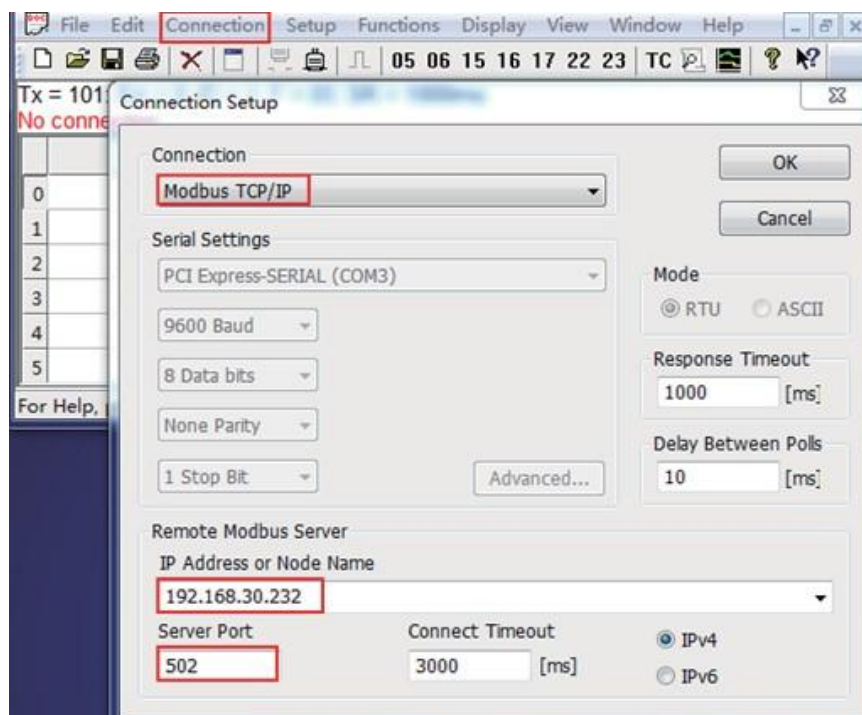 File Edit Connection Setup Functions Display View Window Help
05 06 15 16 17 22 23 TC
Tx = 101
No conne
Connection Setup
Connection
OK
Modbus TCP/IP
Cancel
Serial Settings
PCI Express-SERIAL (COM3)
Mode
RTU ASCII
9600 Baud
8 Data bits
Response Timeout
1000 [ms]
None Parity
Delay Between Polls
1 Stop Bit Advanced... 10 [ms]
Remote Modbus Server
IP Address or Node Name
192.168.30.232
Server Port Connect Timeout IPv4
502 3000 [ms] IPv6
0
1
2
3
4
5
For Help,